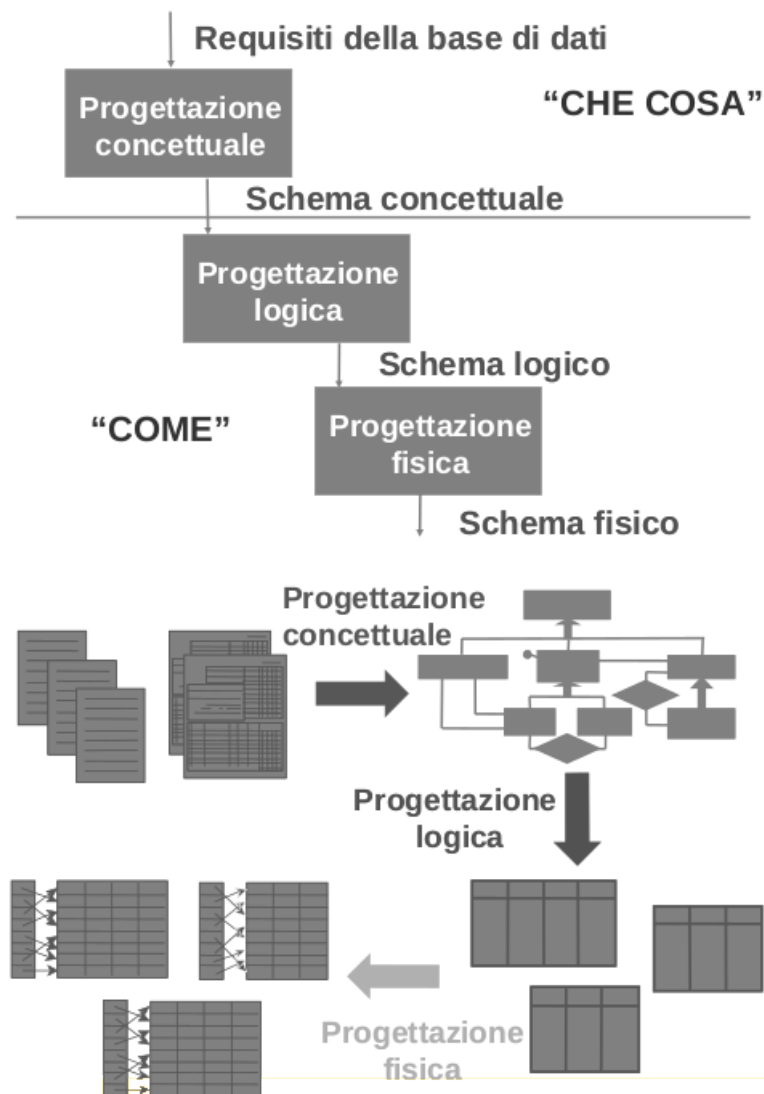 Requisiti della base di dati
Progettazione
concettuale
“CHE COSA”
Schema concettuale
Progettazione
logica
Schema logico
“COME”
Progettazione
fisica
Schema fisico
Progettazione
concettuale
Progettazione
logica
Progettazione
fisica